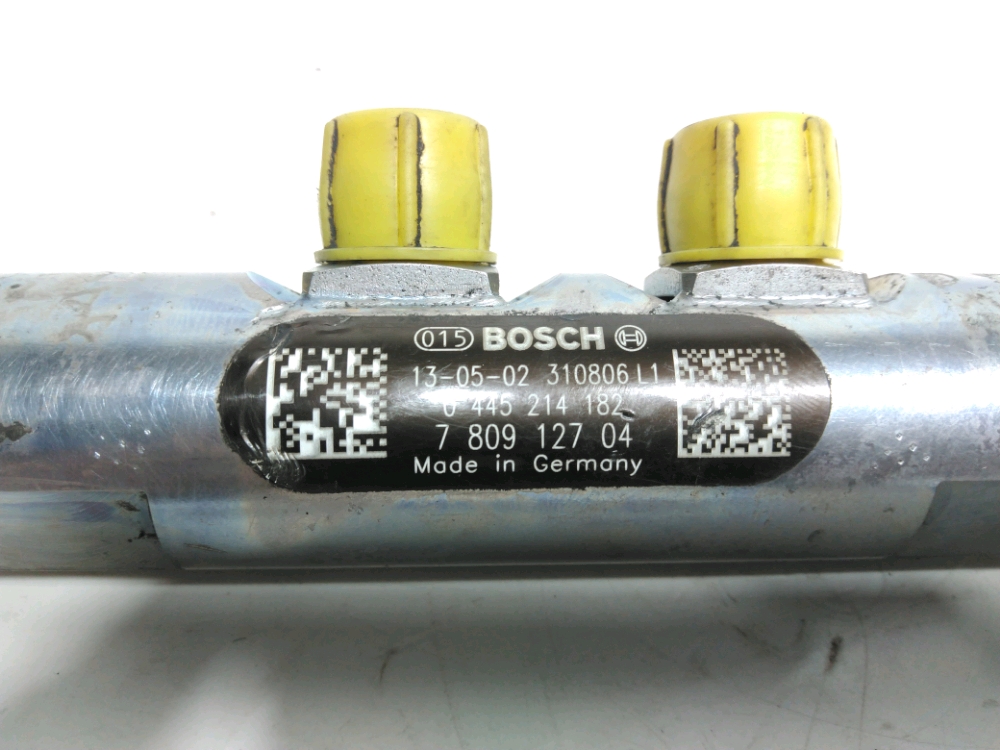 015 BOSCH
13-05-02 310806 L1
0 445 214 182
7 809 127 04
Made in Germany